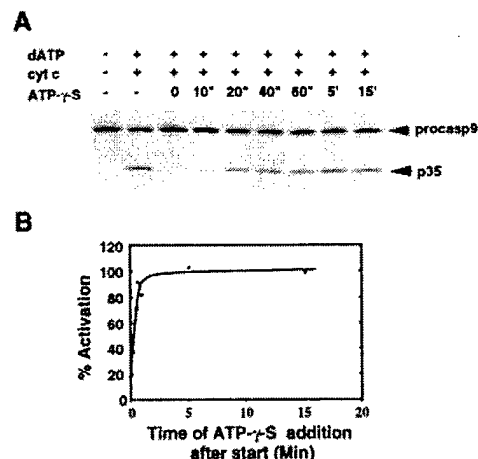 A
dATP - + + + + + + + +
cyt c - + + + + + + + +
ATP-γ-S - - 0 10" 20" 40" 60" 5' 15'
procasp9
p35
B
% Activation
120
100
80
60
40
20
0
0 5 10 15 20
Time of ATP-γ-S addition
after start (Min)